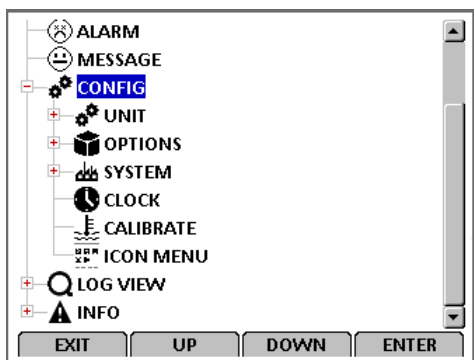 ALARM
MESSAGE
CONFIG
UNIT
OPTIONS
SYSTEM
CLOCK
CALIBRATE
ICON MENU
LOG VIEW
INFO
EXIT UP DOWN ENTER